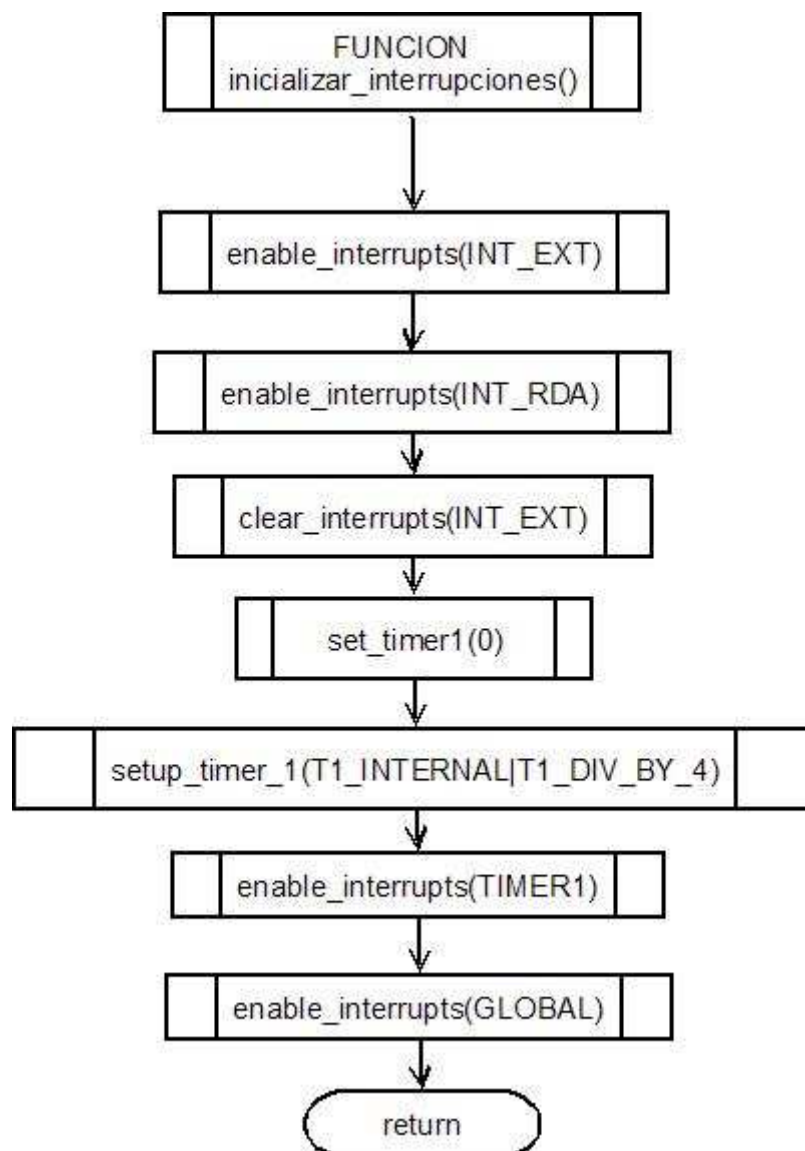 FUNCION
inicializar_interrupciones()
enable_interrupts(INT_EXT)
enable_interrupts(INT_RDA)
clear_interrupts(INT_EXT)
set_timer1(0)
setup_timer_1(T1_INTERNAL|T1_DIV_BY_4)
enable_interrupts(TIMER1)
enable_interrupts(GLOBAL)
return